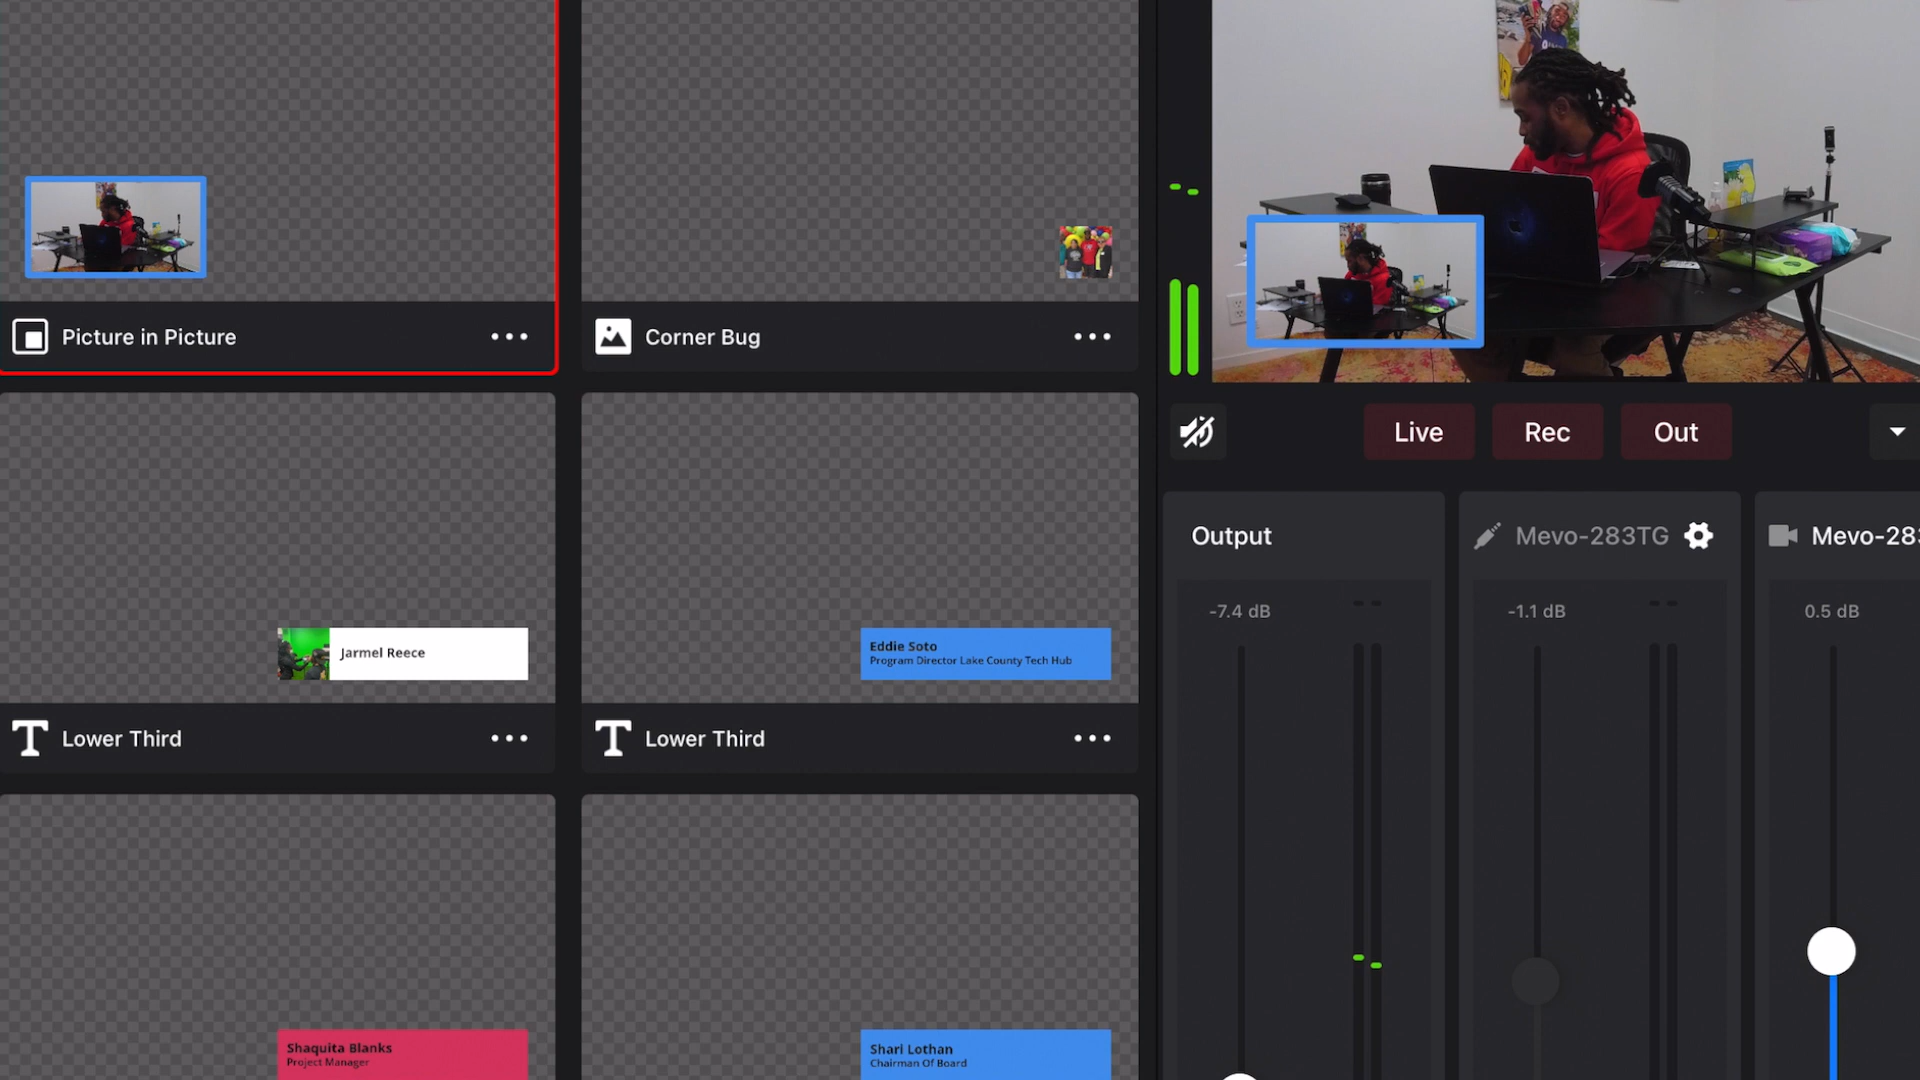 Picture in Picture
Corner Bug
Live
Rec
Out
Output
Mevo-283TG
Mevo-283
-7.4 dB
-1.1 dB
0.5 dB
Jarmel Reece
Eddie Soto
Program Director Lake County Tech Hub
Lower Third
Lower Third
Shaquita Blanks
Project Manager
Shari Lothan
Chairman Of Board